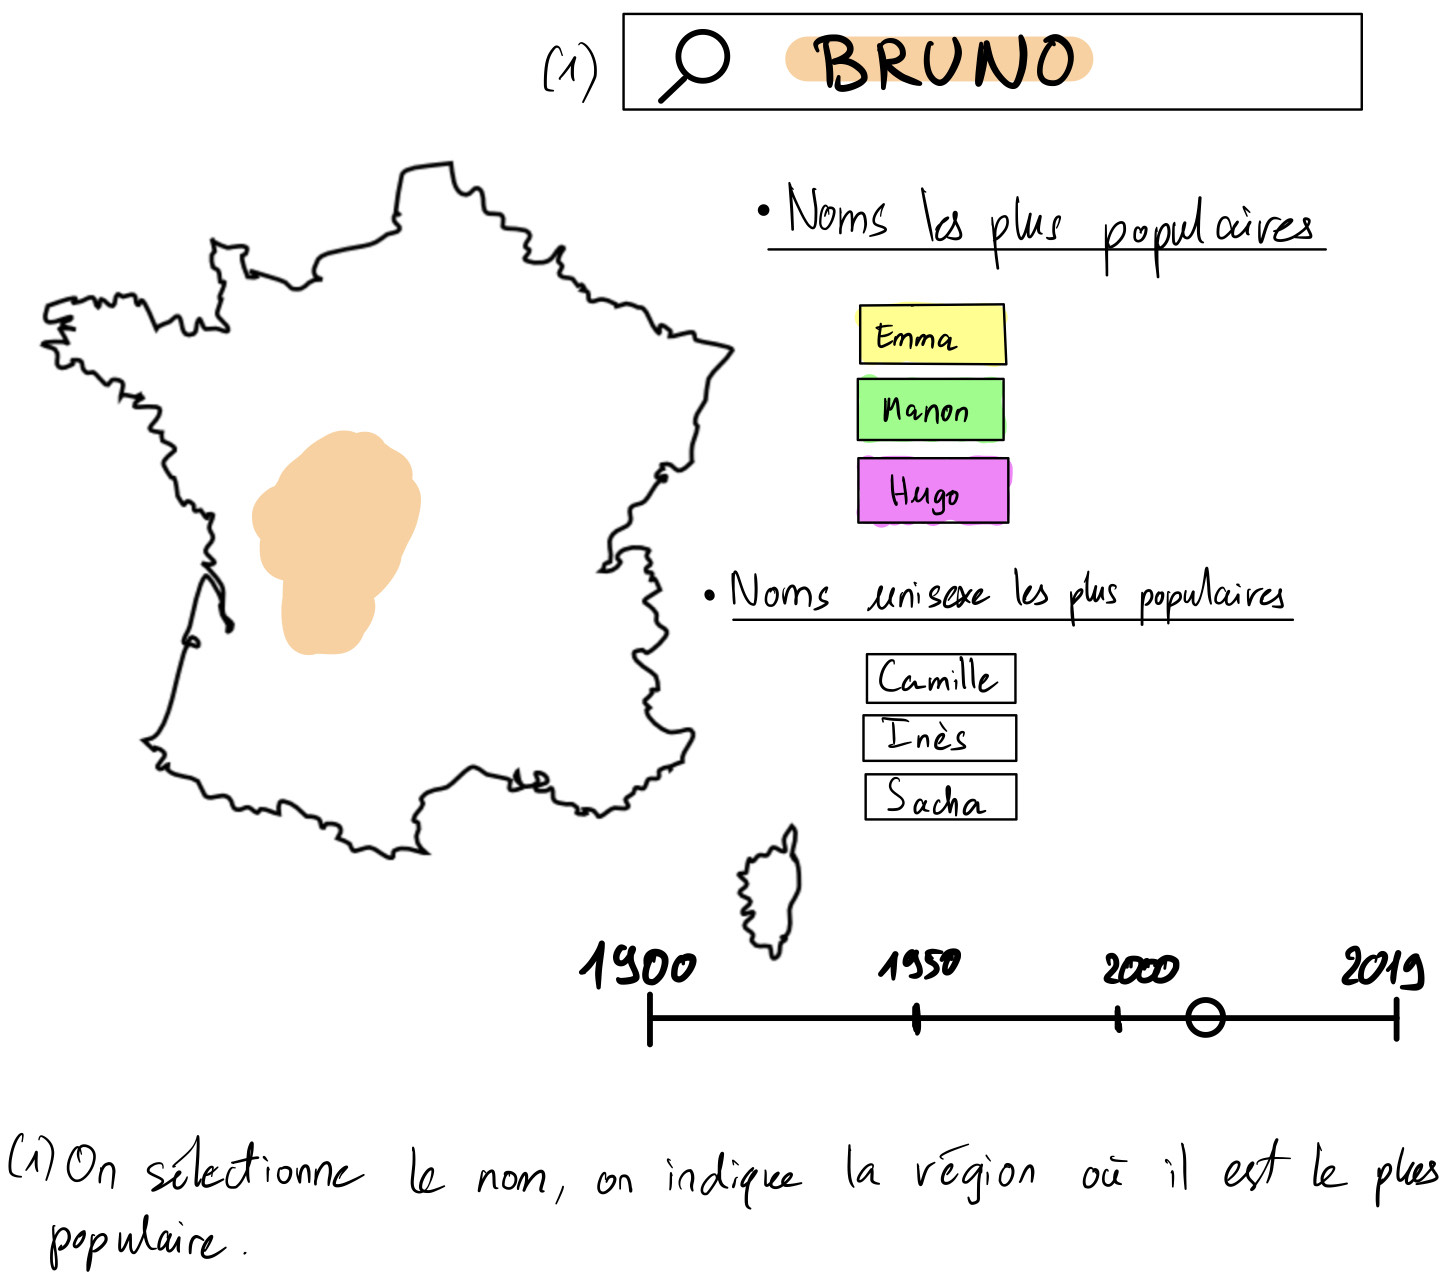 (1) BRUNO
• Noms les plus populaires
Emma
Manon
Hugo
• Noms unisexe les plus populaires
Camille
Inès
Sacha
1900 1950 2000 2019
(1) On sélectionne le nom, on indique la région où il est le plus
populaire.